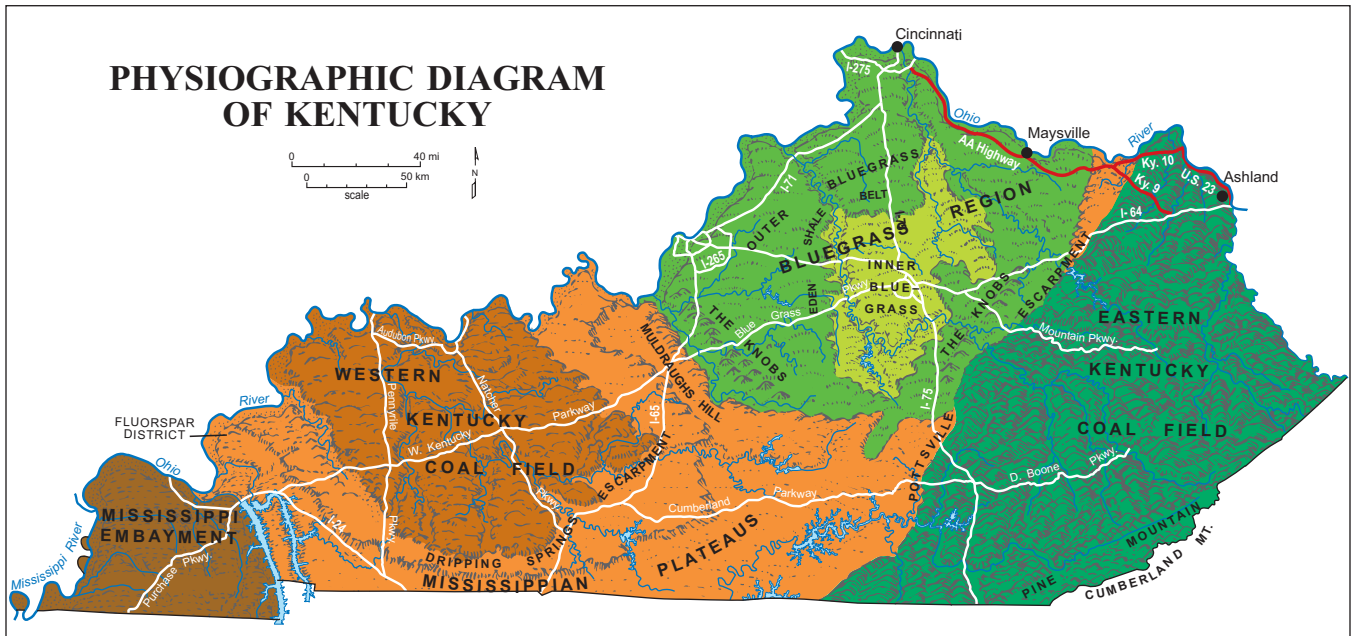 PHYSIOGRAPHIC DIAGRAM
OF KENTUCKY
0 40 mi
0 50 km
scale
N
Cincinnati
I-275
Ohio
Maysville
River
AA Highway
Ky. 10
U.S. 23
Ky. 9
Ashland
I- 64
I-71
BLUEGRASS
BELT
REGION
OUTER
SHALE
I-75
BLUEGRASS
I-265
INNER
BLUE–
GRASS
EDEN
Blue Grass Pkwy
THE KNOBS
THE KNOBS
ESCARPMENT
EASTERN
Mountain Pkwy.
KENTUCKY
COAL FIELD
MULDRAUGHS HILL
Audubon Pkwy.
WESTERN
Pennyrile
Natcher
KENTUCKY
Parkway
W. Kentucky
COAL FIELD
River
FLUORSPAR
DISTRICT
I-65
I-75
ESCARPMENT
POTTSVILLE
D. Boone Pkwy.
Cumberland Parkway
Ohio
MISSISSIPPI
EMBAYMENT
I-24
Pkwy.
Pkwy
PLATEAUS
DRIPPING SPRINGS
MISSISSIPPIAN
Mississippi River
Purchase Pkwy.
PINE MOUNTAIN
CUMBERLAND MT.